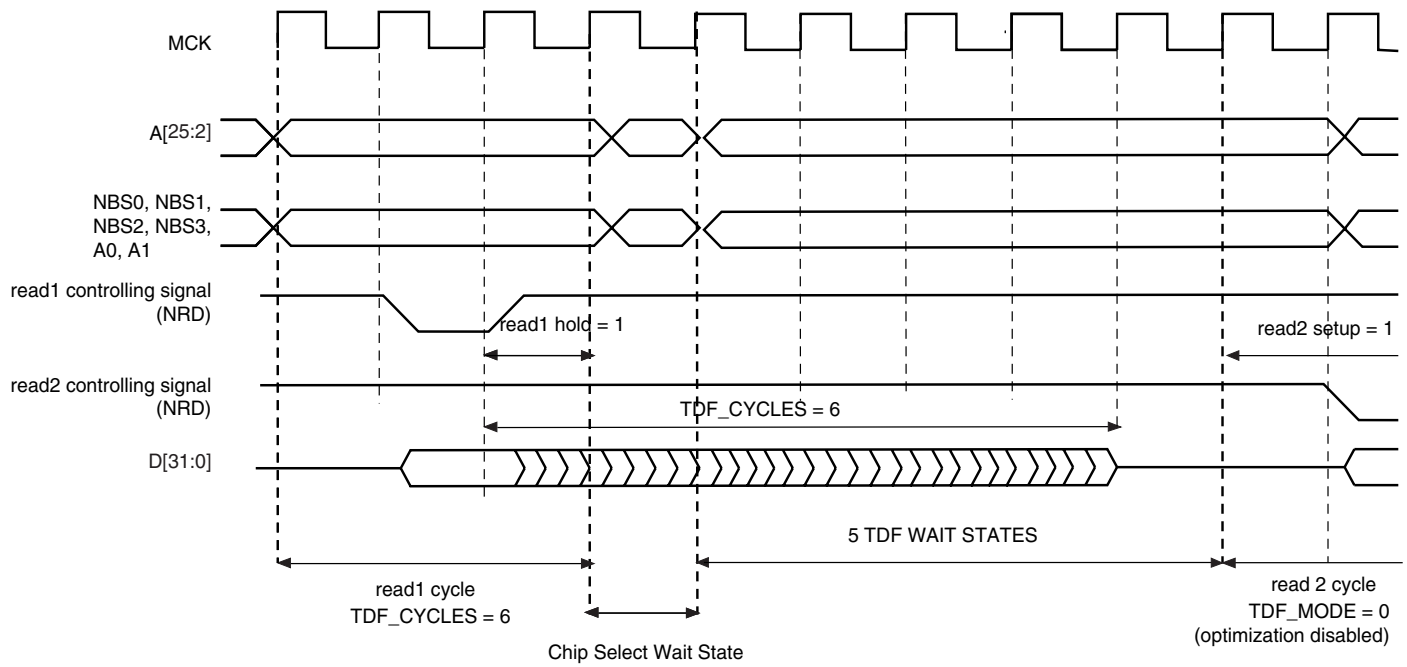 MCK
A[25:2]
NBS0, NBS1,
NBS2, NBS3,
A0, A1
read1 controlling signal
(NRD)
read1 hold = 1
read2 setup = 1
read2 controlling signal
(NRD)
TDF_CYCLES = 6
D[31:0]
5 TDF WAIT STATES
read1 cycle
TDF_CYCLES = 6
read 2 cycle
TDF_MODE = 0
(optimization disabled)
Chip Select Wait State